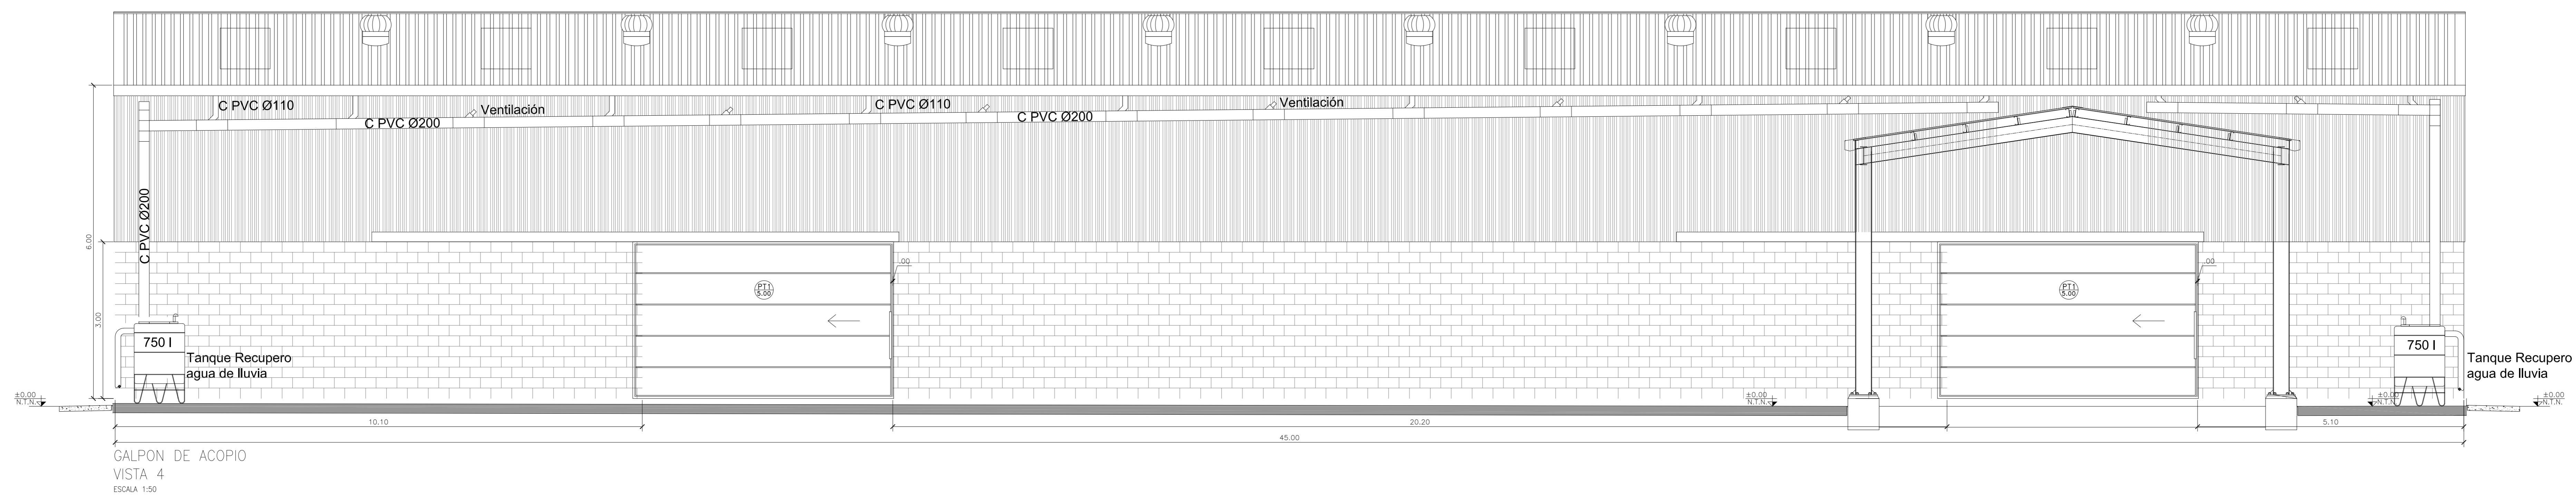 C PVC Ø110
Ventilación
C PVC Ø110
Ventilación
C PVC Ø200
C PVC Ø200
C PVC Ø200
6.00
3.00
.00
.00
PT1
5.00
PT1
5.00
750 l
Tanque Recupero
agua de lluvia
750 l
Tanque Recupero
agua de lluvia
±0.00
N.T.N.
±0.00
N.T.N.
±0.00
N.T.N.
±0.00
N.T.N.
10.10
20.20
5.10
45.00
GALPON DE ACOPIO
VISTA 4
ESCALA 1:50